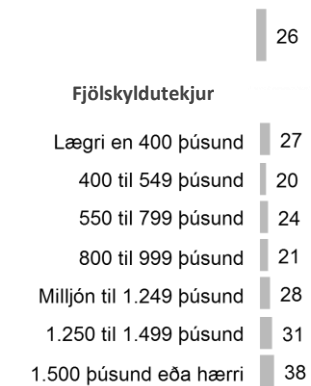 26
Fjölskyldutekjur
Lægri en 400 þúsund 27
400 til 549 þúsund 20
550 til 799 þúsund 24
800 til 999 þúsund 21
Milljón til 1.249 þúsund 28
1.250 til 1.499 þúsund 31
1.500 þúsund eða hærri 38